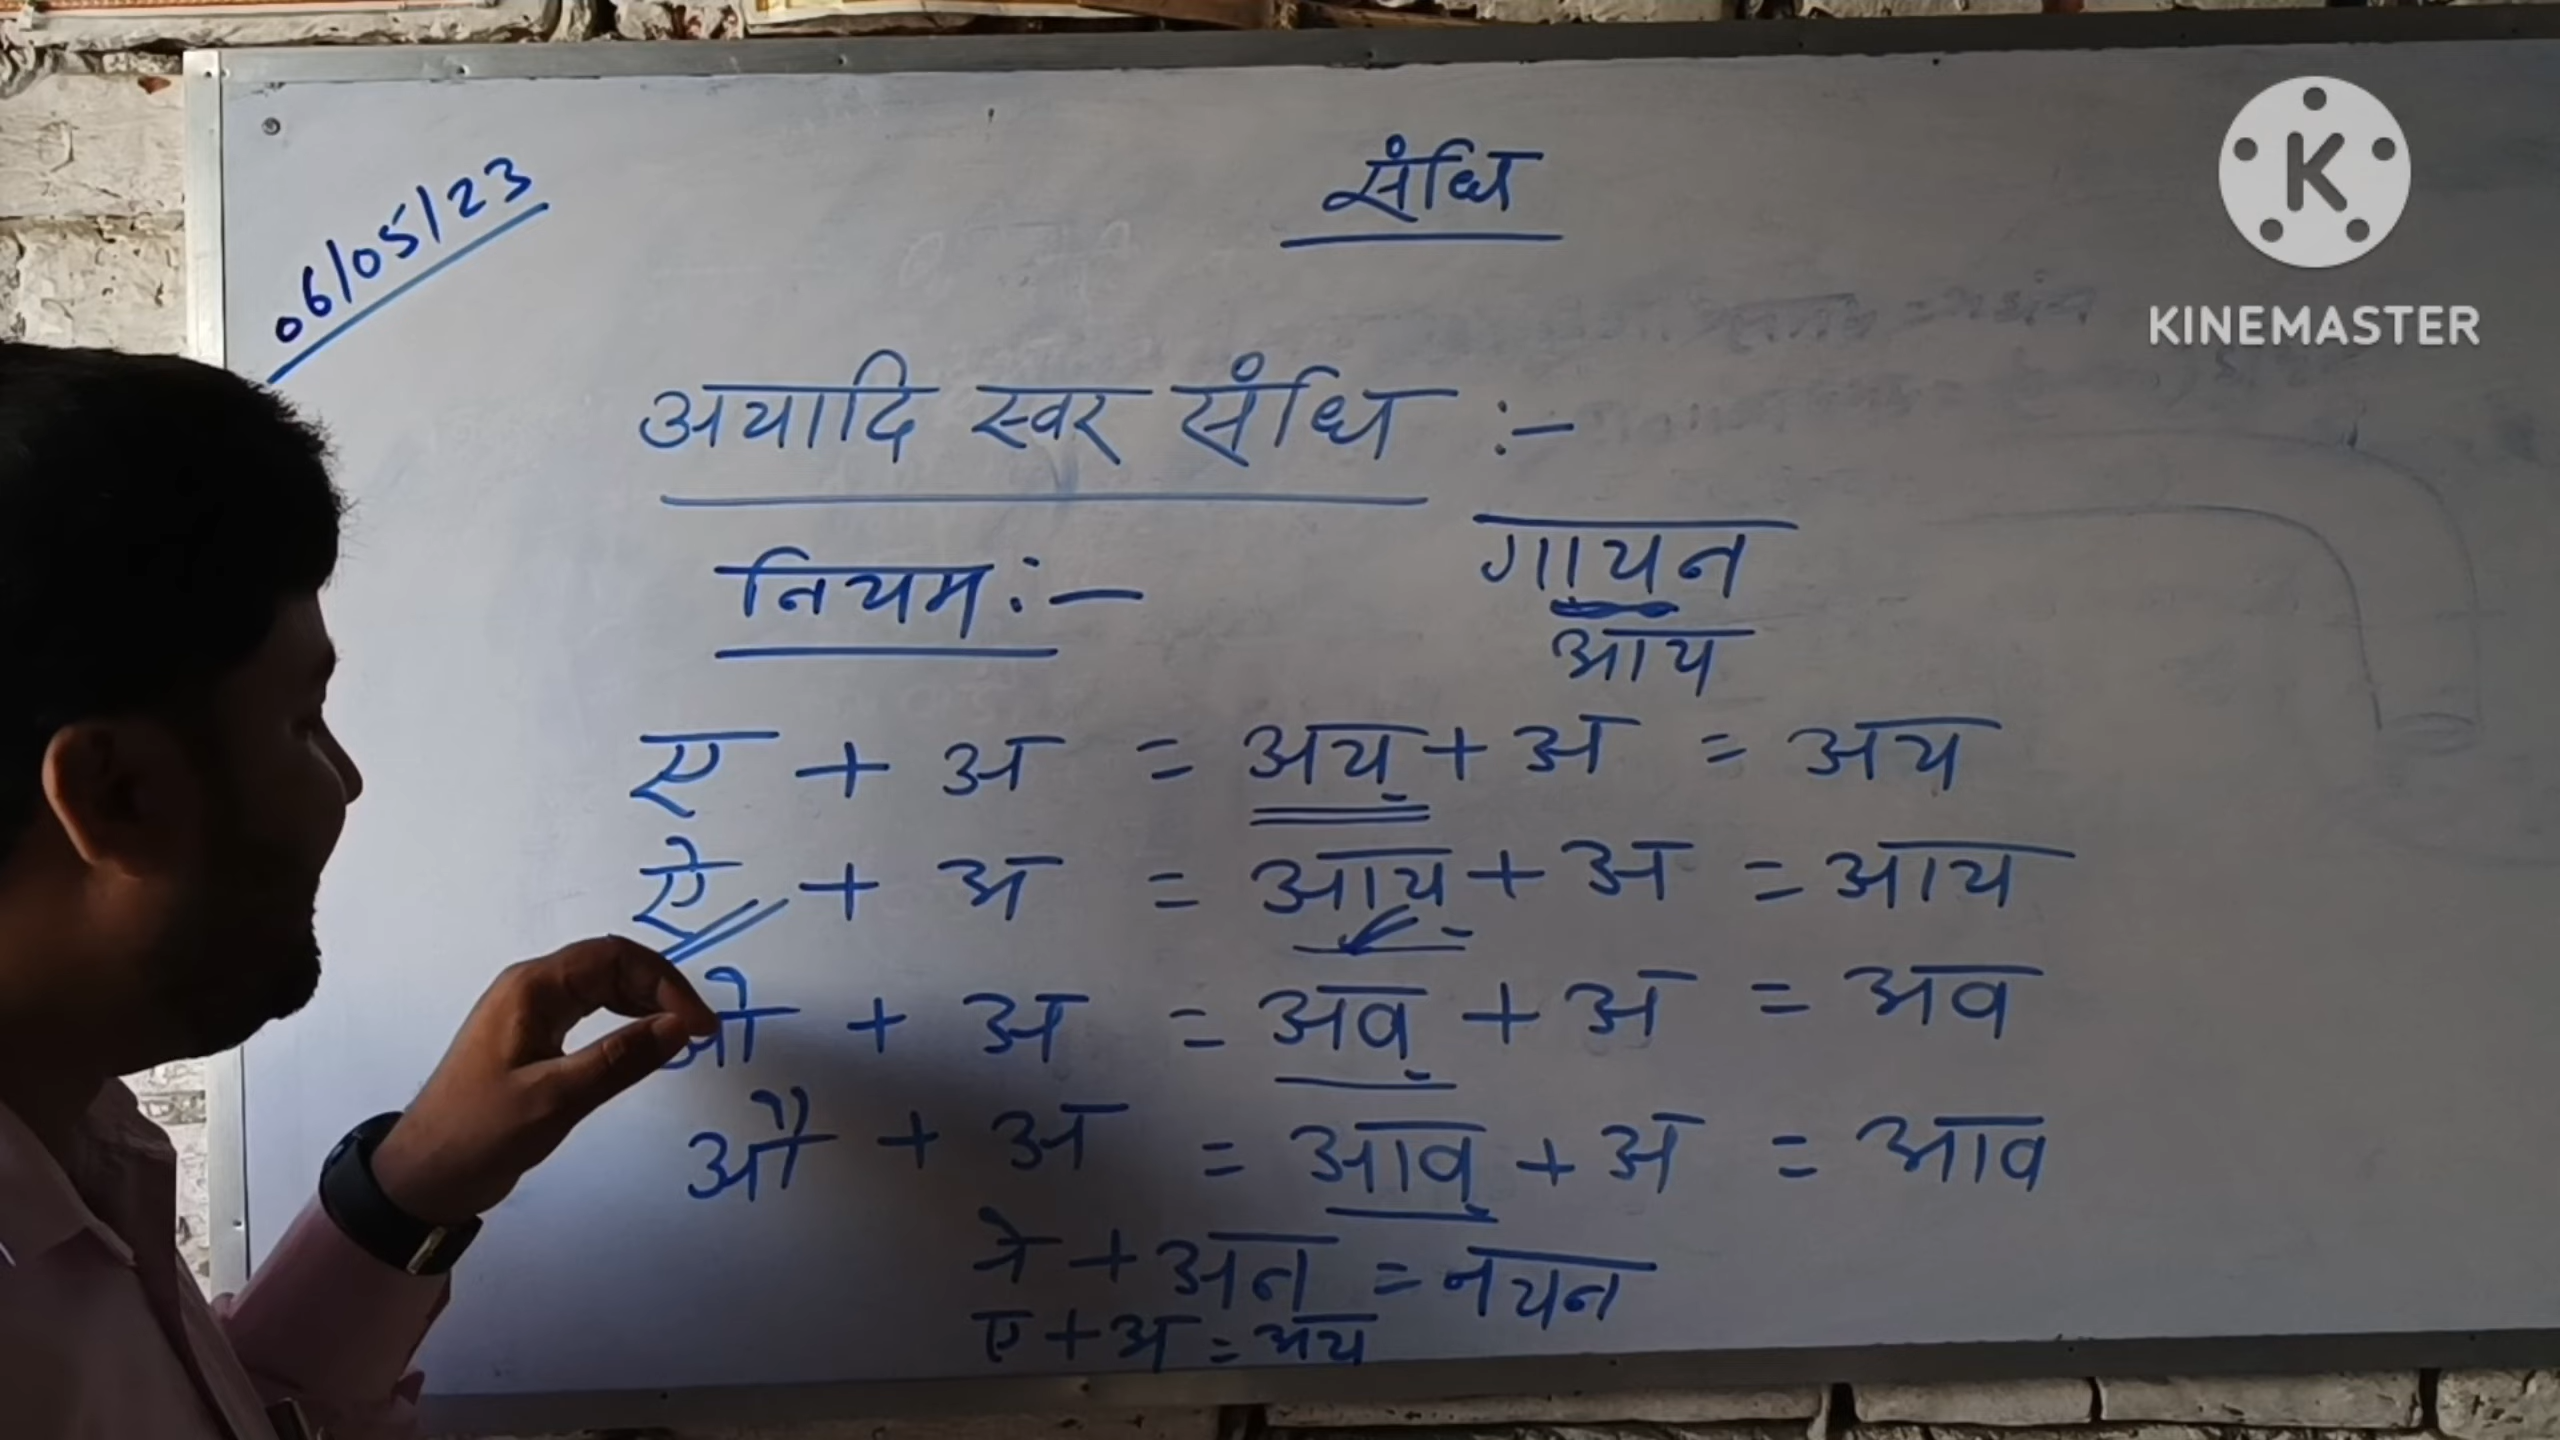 संधि
06/05/23
KINEMASTER
अयादि स्वर संधि :-
नियम :-
गायन
आय
ए + अ = अय् + अ = अय
ऐ + अ = आय् + अ = आय
ओ + अ = अव् + अ = अव
औ + अ = आव् + अ = आव
ने + अन = नयन
ए + अ = अय